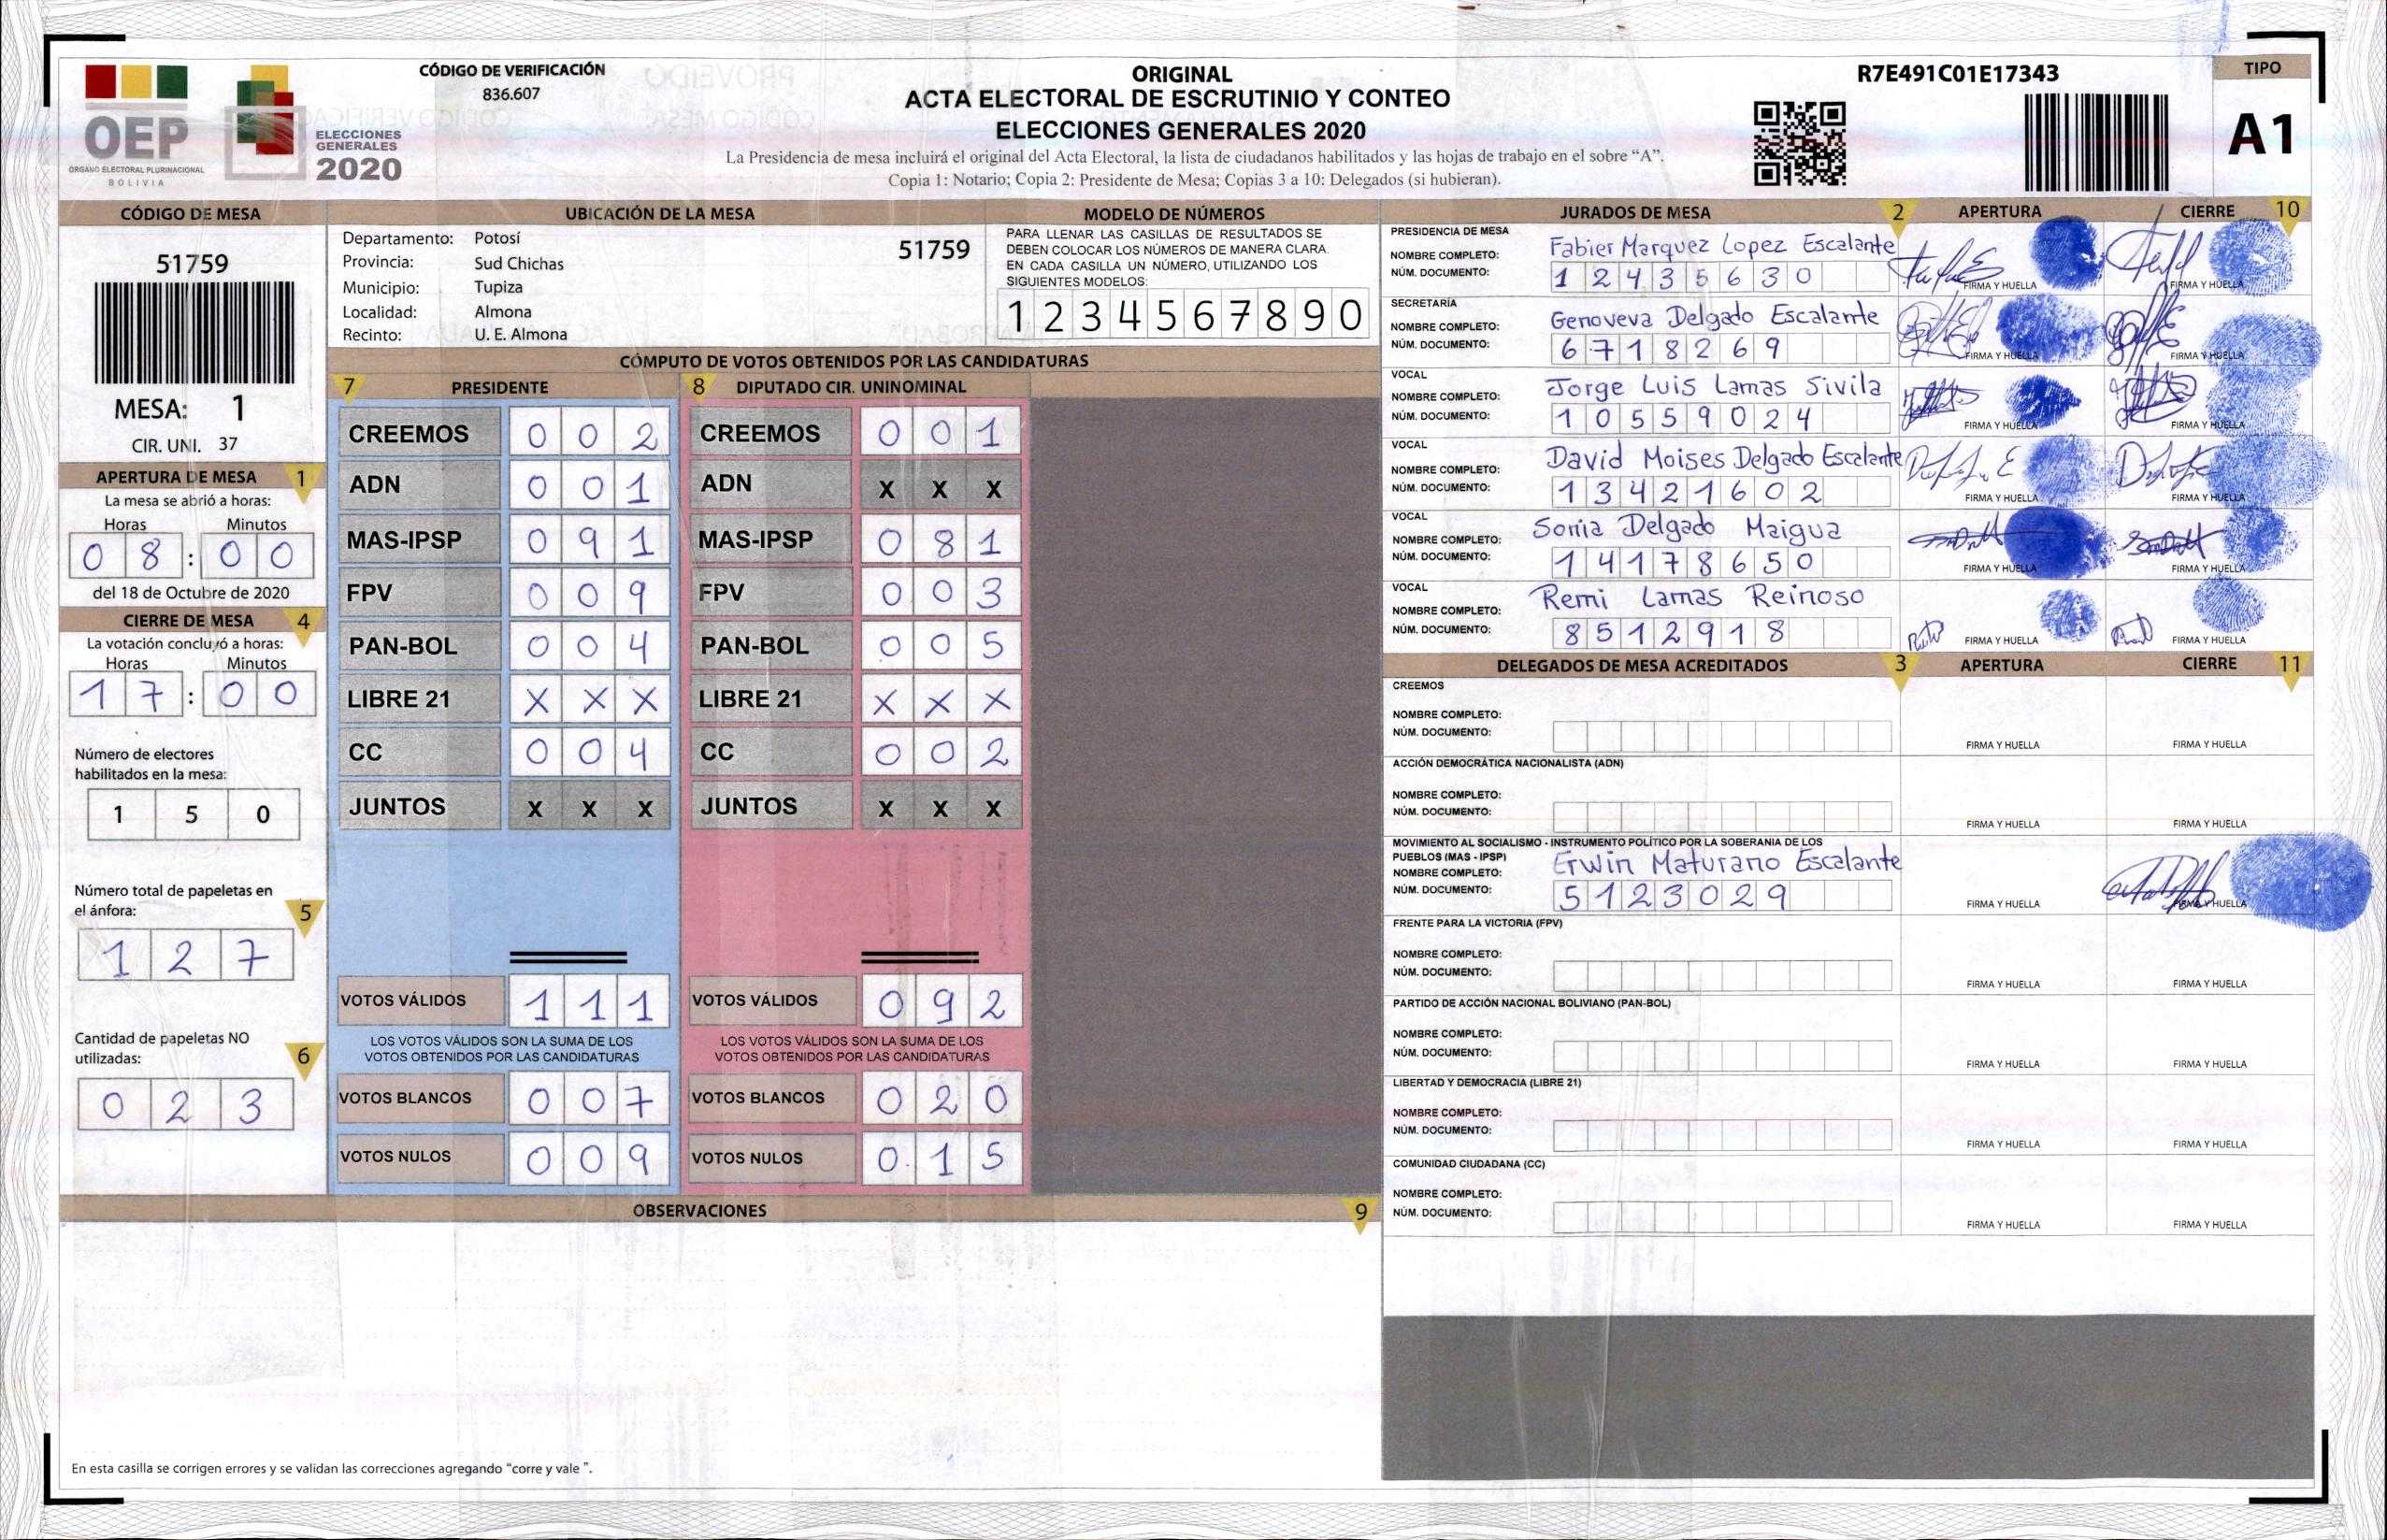 CÓDIGO DE VERIFICACIÓN
836.607
OEP
ÓRGANO ELECTORAL PLURINACIONAL
BOLIVIA
ELECCIONES
GENERALES
2020
ORIGINAL
ACTA ELECTORAL DE ESCRUTINIO Y CONTEO
ELECCIONES GENERALES 2020
La Presidencia de mesa incluirá el original del Acta Electoral, la lista de ciudadanos habilitados y las hojas de trabajo en el sobre “A”.
Copia 1: Notario; Copia 2: Presidente de Mesa; Copias 3 a 10: Delegados (si hubieran).
R7E491C01E17343
TIPO
A1
CÓDIGO DE MESA
51759
MESA: 1
CIR. UNI. 37
APERTURA DE MESA 1
La mesa se abrió a horas:
Horas Minutos
0 8 : 0 0
del 18 de Octubre de 2020
CIERRE DE MESA 4
La votación concluyó a horas:
Horas Minutos
1 7 : 0 0
Número de electores
habilitados en la mesa:
1 5 0
Número total de papeletas en
el ánfora: 5
1 2 7
Cantidad de papeletas NO
utilizadas: 6
0 2 3
UBICACIÓN DE LA MESA
Departamento: Potosí 51759
Provincia: Sud Chichas
Municipio: Tupiza
Localidad: Almona
Recinto: U. E. Almona
MODELO DE NÚMEROS
PARA LLENAR LAS CASILLAS DE RESULTADOS SE
DEBEN COLOCAR LOS NÚMEROS DE MANERA CLARA.
EN CADA CASILLA UN NÚMERO, UTILIZANDO LOS
SIGUIENTES MODELOS:
1 2 3 4 5 6 7 8 9 0
CÓMPUTO DE VOTOS OBTENIDOS POR LAS CANDIDATURAS
7 PRESIDENTE 8 DIPUTADO CIR. UNINOMINAL
CREEMOS 0 0 2 CREEMOS 0 0 1
ADN 0 0 1 ADN X X X
MAS-IPSP 0 9 1 MAS-IPSP 0 8 1
FPV 0 0 9 FPV 0 0 3
PAN-BOL 0 0 4 PAN-BOL 0 0 5
LIBRE 21 X X X LIBRE 21 X X X
CC 0 0 4 CC 0 0 2
JUNTOS X X X JUNTOS X X X
VOTOS VÁLIDOS 1 1 1 VOTOS VÁLIDOS 0 9 2
LOS VOTOS VÁLIDOS SON LA SUMA DE LOS LOS VOTOS VÁLIDOS SON LA SUMA DE LOS
VOTOS OBTENIDOS POR LAS CANDIDATURAS VOTOS OBTENIDOS POR LAS CANDIDATURAS
VOTOS BLANCOS 0 0 7 VOTOS BLANCOS 0 2 0
VOTOS NULOS 0 0 9 VOTOS NULOS 0 1 5
OBSERVACIONES 9
En esta casilla se corrigen errores y se validan las correcciones agregando “corre y vale ”.
JURADOS DE MESA 2 APERTURA CIERRE 10
PRESIDENCIA DE MESA
NOMBRE COMPLETO: Fabier Marquez Lopez Escalante
NÚM. DOCUMENTO: 1 2 4 3 5 6 3 0 FIRMA Y HUELLA FIRMA Y HUELLA
SECRETARÍA
NOMBRE COMPLETO: Genoveva Delgado Escalante
NÚM. DOCUMENTO: 6 7 1 8 2 6 9 FIRMA Y HUELLA FIRMA Y HUELLA
VOCAL
NOMBRE COMPLETO: Jorge Luis Lamas Sivila
NÚM. DOCUMENTO: 1 0 5 5 9 0 2 4 FIRMA Y HUELLA FIRMA Y HUELLA
VOCAL
NOMBRE COMPLETO: David Moises Delgado Escalante
NÚM. DOCUMENTO: 1 3 4 2 1 6 0 2 FIRMA Y HUELLA FIRMA Y HUELLA
VOCAL
NOMBRE COMPLETO: Sonia Delgado Maigua
NÚM. DOCUMENTO: 1 4 1 7 8 6 5 0 FIRMA Y HUELLA FIRMA Y HUELLA
VOCAL
NOMBRE COMPLETO: Remi Lamas Reinoso
NÚM. DOCUMENTO: 8 5 1 2 9 1 8 FIRMA Y HUELLA FIRMA Y HUELLA
DELEGADOS DE MESA ACREDITADOS 3 APERTURA CIERRE 11
CREEMOS
NOMBRE COMPLETO:
NÚM. DOCUMENTO: FIRMA Y HUELLA FIRMA Y HUELLA
ACCIÓN DEMOCRÁTICA NACIONALISTA (ADN)
NOMBRE COMPLETO:
NÚM. DOCUMENTO: FIRMA Y HUELLA FIRMA Y HUELLA
MOVIMIENTO AL SOCIALISMO - INSTRUMENTO POLÍTICO POR LA SOBERANIA DE LOS
PUEBLOS (MAS - IPSP)
NOMBRE COMPLETO: Erwin Maturano Escalante
NÚM. DOCUMENTO: 5 1 2 3 0 2 9 FIRMA Y HUELLA FIRMA Y HUELLA
FRENTE PARA LA VICTORIA (FPV)
NOMBRE COMPLETO:
NÚM. DOCUMENTO: FIRMA Y HUELLA FIRMA Y HUELLA
PARTIDO DE ACCIÓN NACIONAL BOLIVIANO (PAN-BOL)
NOMBRE COMPLETO:
NÚM. DOCUMENTO: FIRMA Y HUELLA FIRMA Y HUELLA
LIBERTAD Y DEMOCRACIA (LIBRE 21)
NOMBRE COMPLETO:
NÚM. DOCUMENTO: FIRMA Y HUELLA FIRMA Y HUELLA
COMUNIDAD CIUDADANA (CC)
NOMBRE COMPLETO:
NÚM. DOCUMENTO: FIRMA Y HUELLA FIRMA Y HUELLA